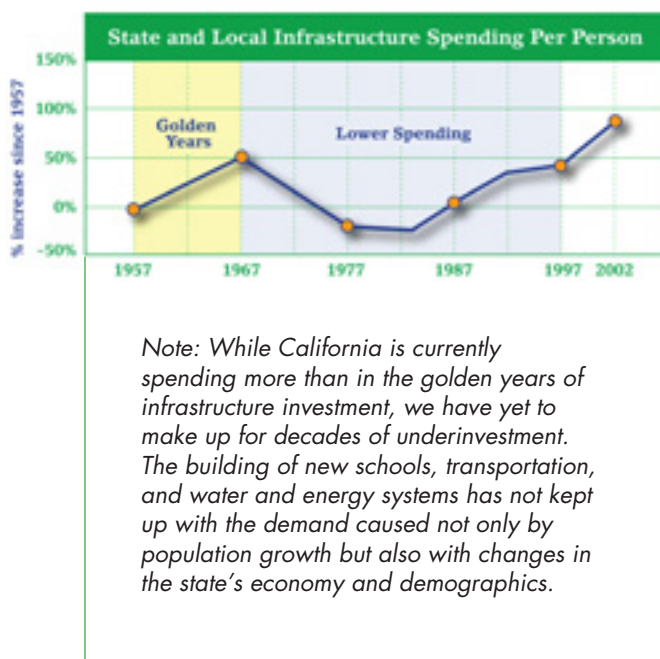 State and Local Infrastructure Spending Per Person
% increase since 1957
150%
100%
50%
0%
-50%
Golden
Years
Lower Spending
1957 1967 1977 1987 1997 2002
Note: While California is currently
spending more than in the golden years of
infrastructure investment, we have yet to
make up for decades of underinvestment.
The building of new schools, transportation,
and water and energy systems has not kept
up with the demand caused not only by
population growth but also with changes in
the state’s economy and demographics.